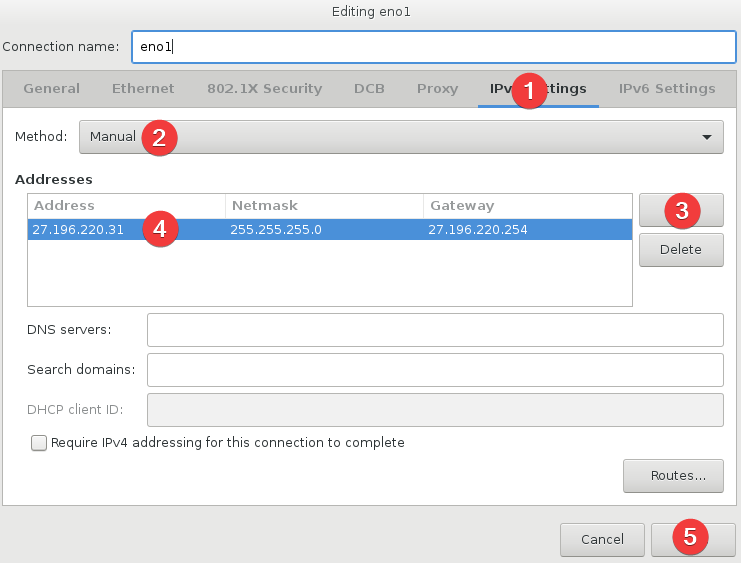 Editing eno1
Connection name: eno1
General Ethernet 802.1X Security DCB Proxy 1 IPv6 Settings
Method: Manual 2
Addresses
Address Netmask Gateway
3
27.196.220.31 4 255.255.255.0 27.196.220.254
Delete
DNS servers:
Search domains:
DHCP client ID:
Require IPv4 addressing for this connection to complete
Routes...
Cancel 5